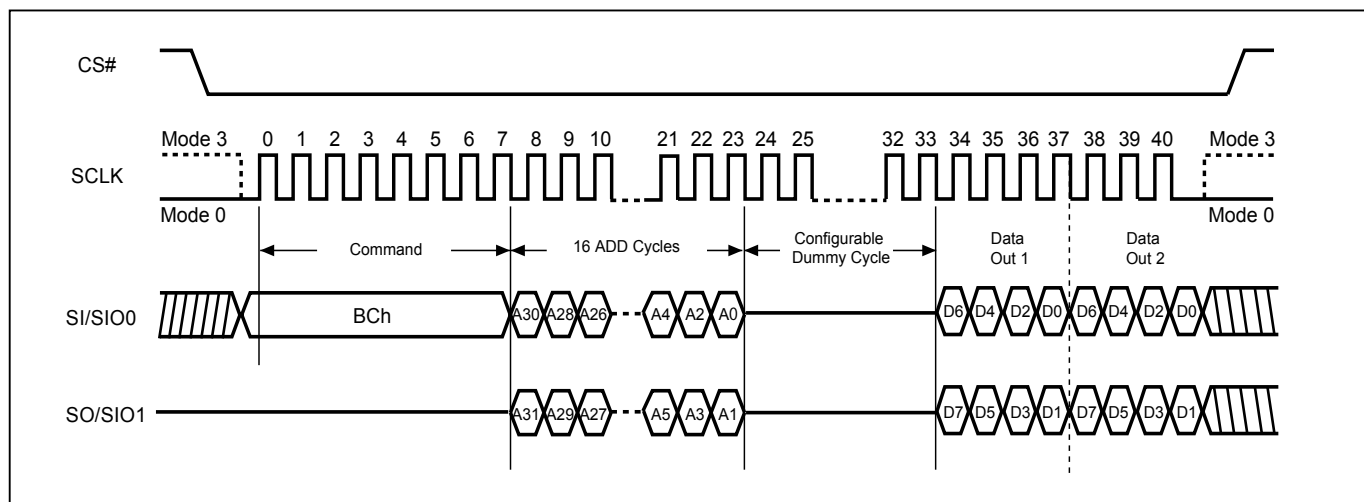 CS#
Mode 3 0 1 2 3 4 5 6 7 8 9 10 21 22 23 24 25 32 33 34 35 36 37 38 39 40 Mode 3
SCLK
Mode 0 Mode 0
Command 16 ADD Cycles Configurable Dummy Cycle Data Out 1 Data Out 2
SI/SIO0 BCh A30 A28 A26 A4 A2 A0 D6 D4 D2 D0 D6 D4 D2 D0
SO/SIO1 A31 A29 A27 A5 A3 A1 D7 D5 D3 D1 D7 D5 D3 D1